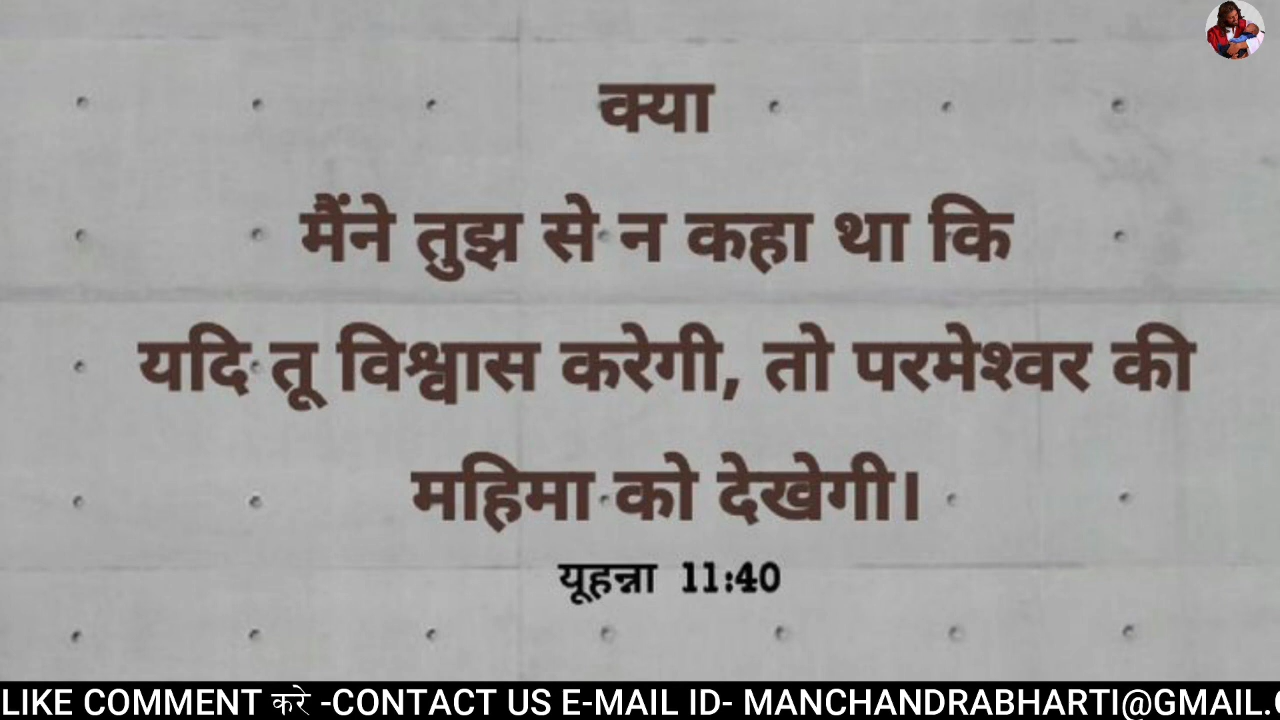 क्या
मैंने तुझ से न कहा था कि
यदि तू विश्वास करेगी, तो परमेश्वर की
महिमा को देखेगी।
यूहन्ना 11:40
LIKE COMMENT करे -CONTACT US E-MAIL ID- MANCHANDRABHARTI@GMAIL.